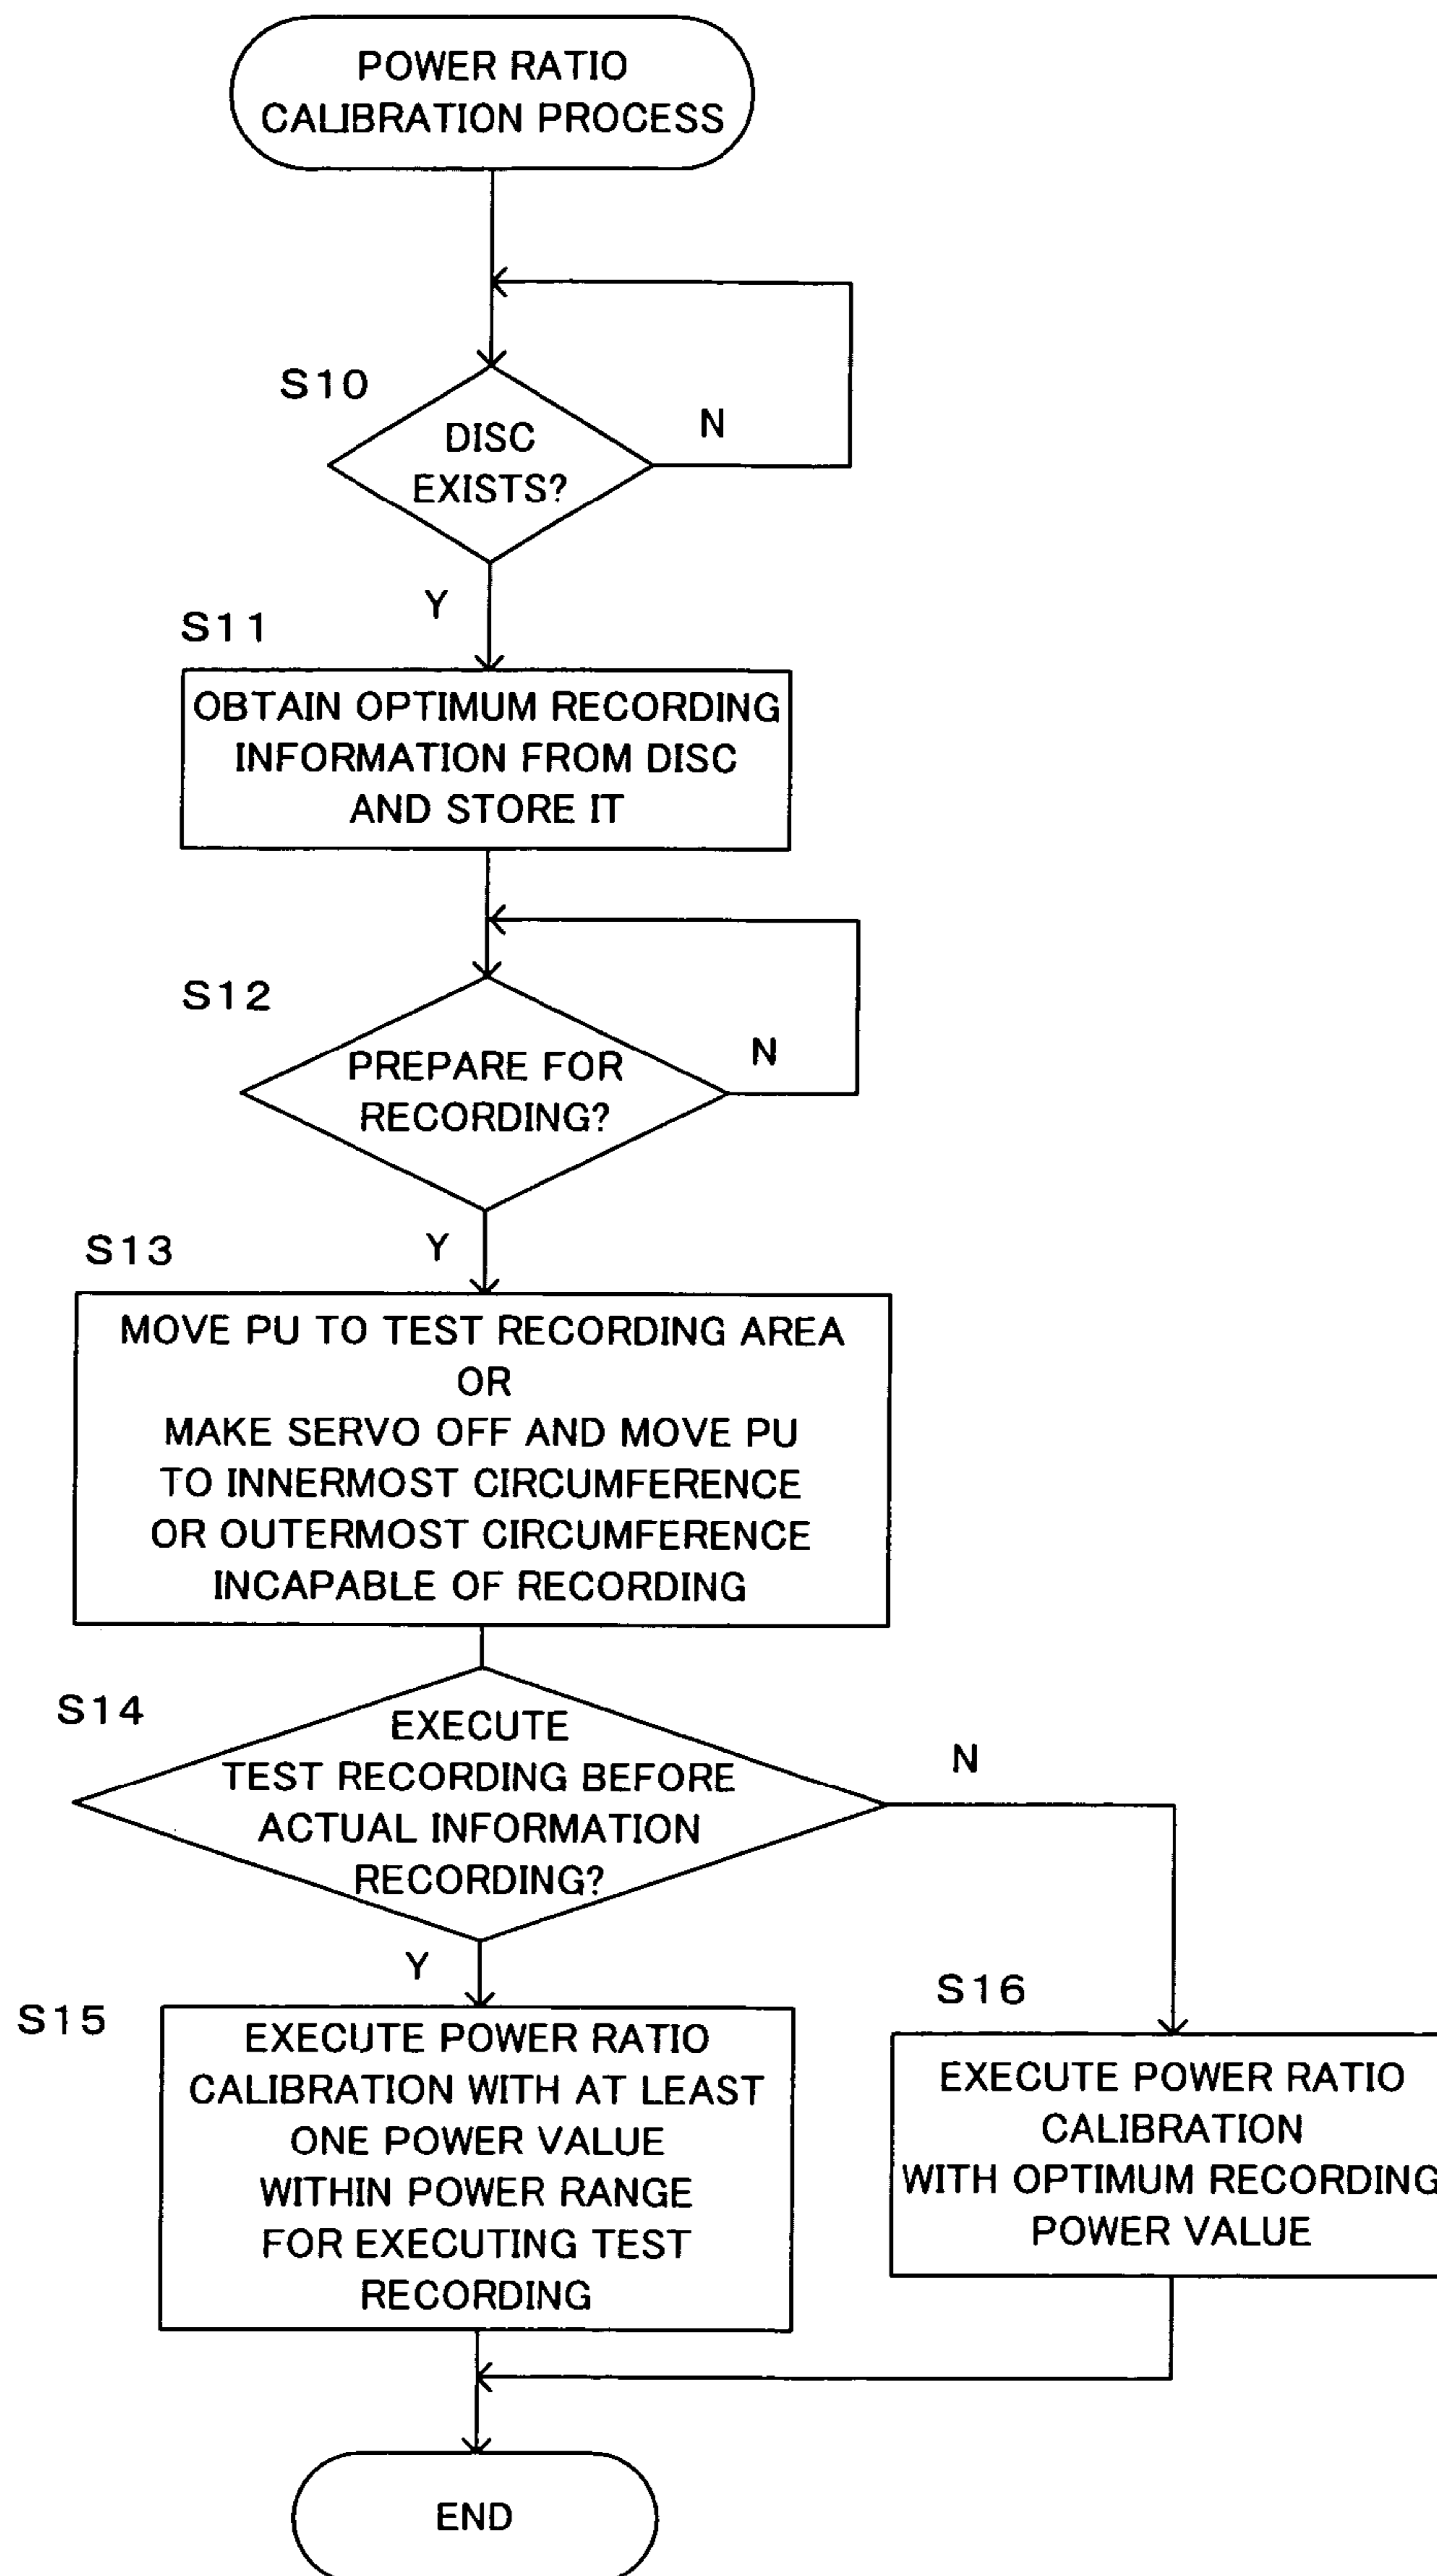 POWER RATIO
CALIBRATION PROCESS
S10
DISC
EXISTS?
N
Y
S11
OBTAIN OPTIMUM RECORDING
INFORMATION FROM DISC
AND STORE IT
S12
PREPARE FOR
RECORDING?
N
Y
S13
MOVE PU TO TEST RECORDING AREA
OR
MAKE SERVO OFF AND MOVE PU
TO INNERMOST CIRCUMFERENCE
OR OUTERMOST CIRCUMFERENCE
INCAPABLE OF RECORDING
S14
EXECUTE
TEST RECORDING BEFORE
ACTUAL INFORMATION
RECORDING?
N
Y
S15
EXECUTE POWER RATIO
CALIBRATION WITH AT LEAST
ONE POWER VALUE
WITHIN POWER RANGE
FOR EXECUTING TEST
RECORDING
S16
EXECUTE POWER RATIO
CALIBRATION
WITH OPTIMUM RECORDING
POWER VALUE
END